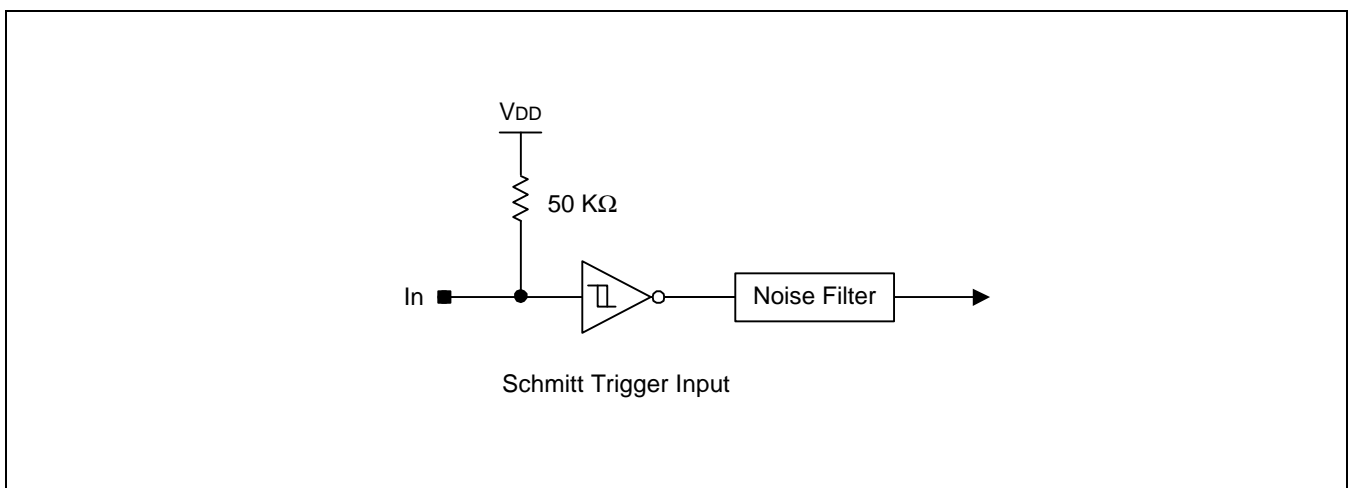 VDD
50 KΩ
In
Noise Filter
Schmitt Trigger Input